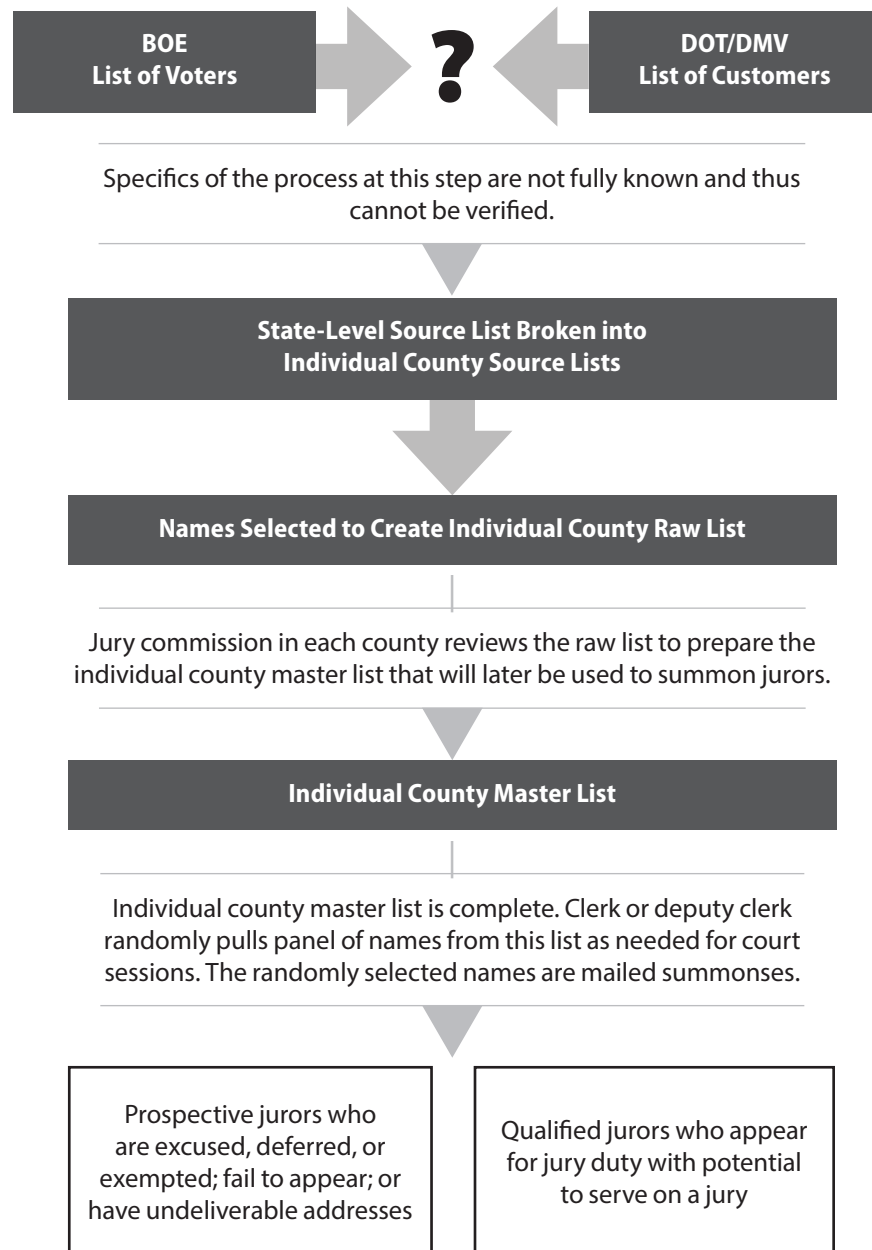 BOE
List of Voters
?
DOT/DMV
List of Customers
Specifics of the process at this step are not fully known and thus
cannot be verified.
State-Level Source List Broken into
Individual County Source Lists
Names Selected to Create Individual County Raw List
Jury commission in each county reviews the raw list to prepare the
individual county master list that will later be used to summon jurors.
Individual County Master List
Individual county master list is complete. Clerk or deputy clerk
randomly pulls panel of names from this list as needed for court
sessions. The randomly selected names are mailed summonses.
Prospective jurors who
are excused, deferred, or
exempted; fail to appear; or
have undeliverable addresses
Qualified jurors who appear
for jury duty with potential
to serve on a jury